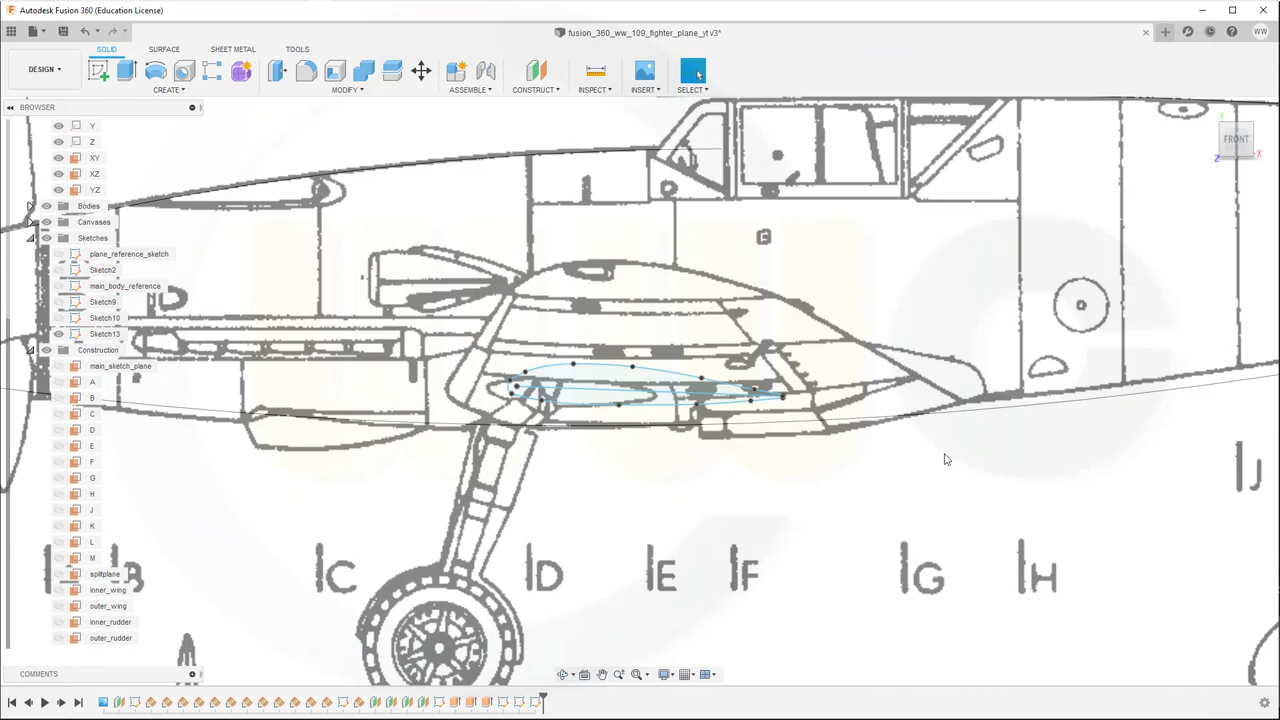 Autodesk Fusion 360 (Education License)
fusion_360_ww_109_fighter_plane_yt v3*
WW
SOLID SURFACE SHEET METAL TOOLS
DESIGN
CREATE MODIFY ASSEMBLE CONSTRUCT INSPECT INSERT SELECT
BROWSER
Y
Z
XY
XZ
YZ
Bodies
Canvases
Sketches
plane_reference_sketch
Sketch2
main_body_reference
Sketch9
Sketch10
Sketch13
Construction
main_sketch_plane
A
B
C
D
E
F
G
H
J
K
L
M
splitplane
inner_wing
outer_wing
inner_rudder
outer_rudder
Y
FRONT
X
Z
B C D E F G H J
COMMENTS